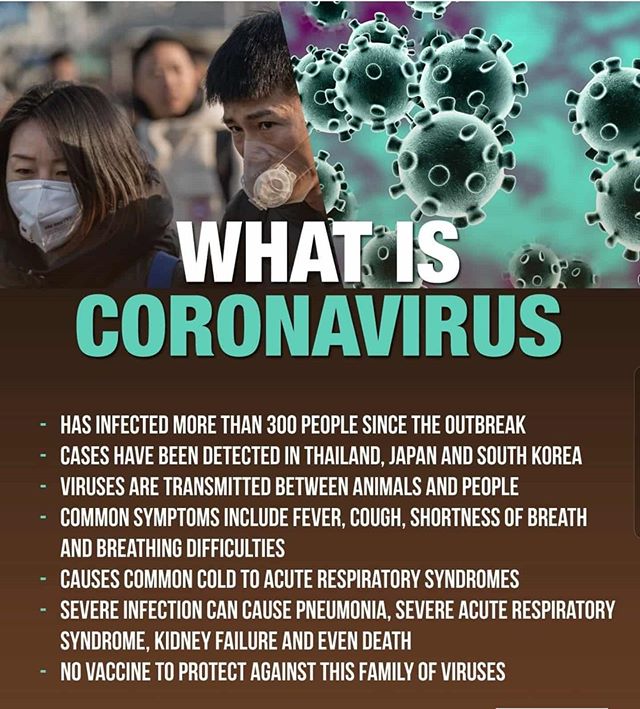 WHAT IS
CORONAVIRUS
- HAS INFECTED MORE THAN 300 PEOPLE SINCE THE OUTBREAK
- CASES HAVE BEEN DETECTED IN THAILAND, JAPAN AND SOUTH KOREA
- VIRUSES ARE TRANSMITTED BETWEEN ANIMALS AND PEOPLE
- COMMON SYMPTOMS INCLUDE FEVER, COUGH, SHORTNESS OF BREATH
AND BREATHING DIFFICULTIES
- CAUSES COMMON COLD TO ACUTE RESPIRATORY SYNDROMES
- SEVERE INFECTION CAN CAUSE PNEUMONIA, SEVERE ACUTE RESPIRATORY
SYNDROME, KIDNEY FAILURE AND EVEN DEATH
- NO VACCINE TO PROTECT AGAINST THIS FAMILY OF VIRUSES